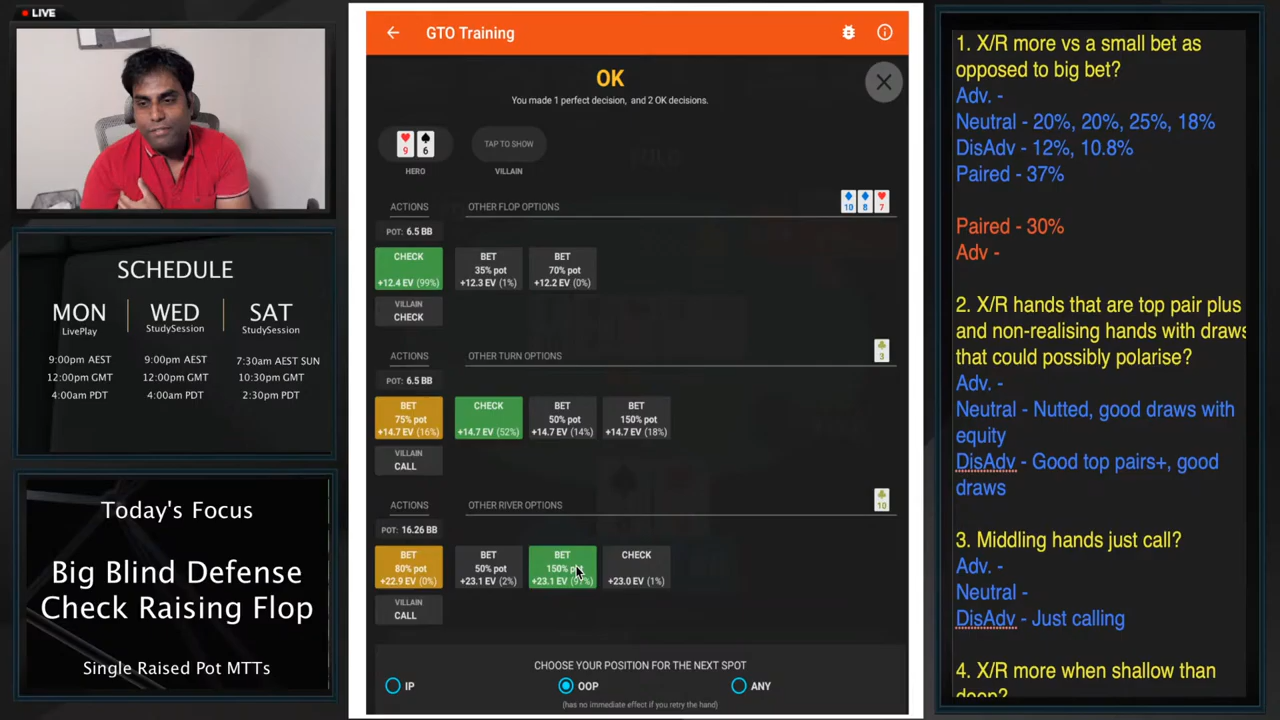 LIVE
SCHEDULE
MON
LivePlay
9:00pm AEST
12:00pm GMT
4:00am PDT
WED
StudySession
9:00pm AEST
12:00pm GMT
4:00am PDT
SAT
StudySession
7:30am AEST SUN
10:30pm GMT
2:30pm PDT
Today's Focus
Big Blind Defense
Check Raising Flop
Single Raised Pot MTTs
GTO Training
OK
You made 1 perfect decision, and 2 OK decisions.
9 6
HERO
TAP TO SHOW
VILLAIN
ACTIONS
OTHER FLOP OPTIONS
10 8 7
POT: 6.5 BB
CHECK
+12.4 EV (99%)
BET
35% pot
+12.3 EV (1%)
BET
70% pot
+12.2 EV (0%)
VILLAIN
CHECK
ACTIONS
OTHER TURN OPTIONS
3
POT: 6.5 BB
BET
75% pot
+14.7 EV (16%)
CHECK
+14.7 EV (52%)
BET
50% pot
+14.7 EV (14%)
BET
150% pot
+14.7 EV (18%)
VILLAIN
CALL
ACTIONS
OTHER RIVER OPTIONS
10
POT: 16.26 BB
BET
80% pot
+22.9 EV (0%)
BET
50% pot
+23.1 EV (2%)
BET
150% pot
+23.1 EV
CHECK
+23.0 EV (1%)
VILLAIN
CALL
CHOOSE YOUR POSITION FOR THE NEXT SPOT
IP
OOP
ANY
(has no immediate effect if you retry the hand)
1. X/R more vs a small bet as
opposed to big bet?
Adv. -
Neutral - 20%, 20%, 25%, 18%
DisAdv - 12%, 10.8%
Paired - 37%
Paired - 30%
Adv -
2. X/R hands that are top pair plus
and non-realising hands with draws
that could possibly polarise?
Adv. -
Neutral - Nutted, good draws with
equity
DisAdv - Good top pairs+, good
draws
3. Middling hands just call?
Adv. -
Neutral -
DisAdv - Just calling
4. X/R more when shallow than
deep?